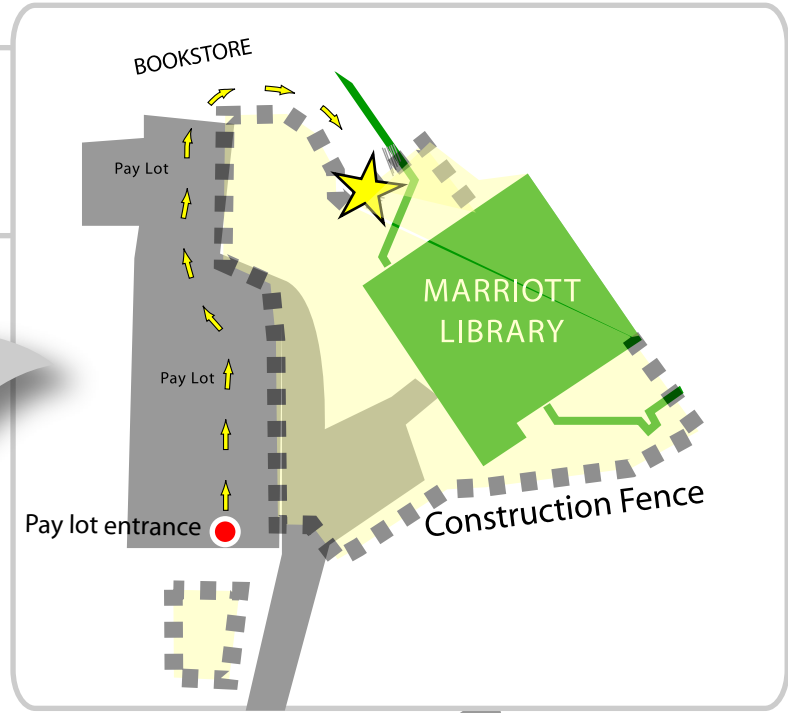 BOOKSTORE
Pay Lot
MARRIOTT
LIBRARY
Pay Lot
Construction Fence
Pay lot entrance